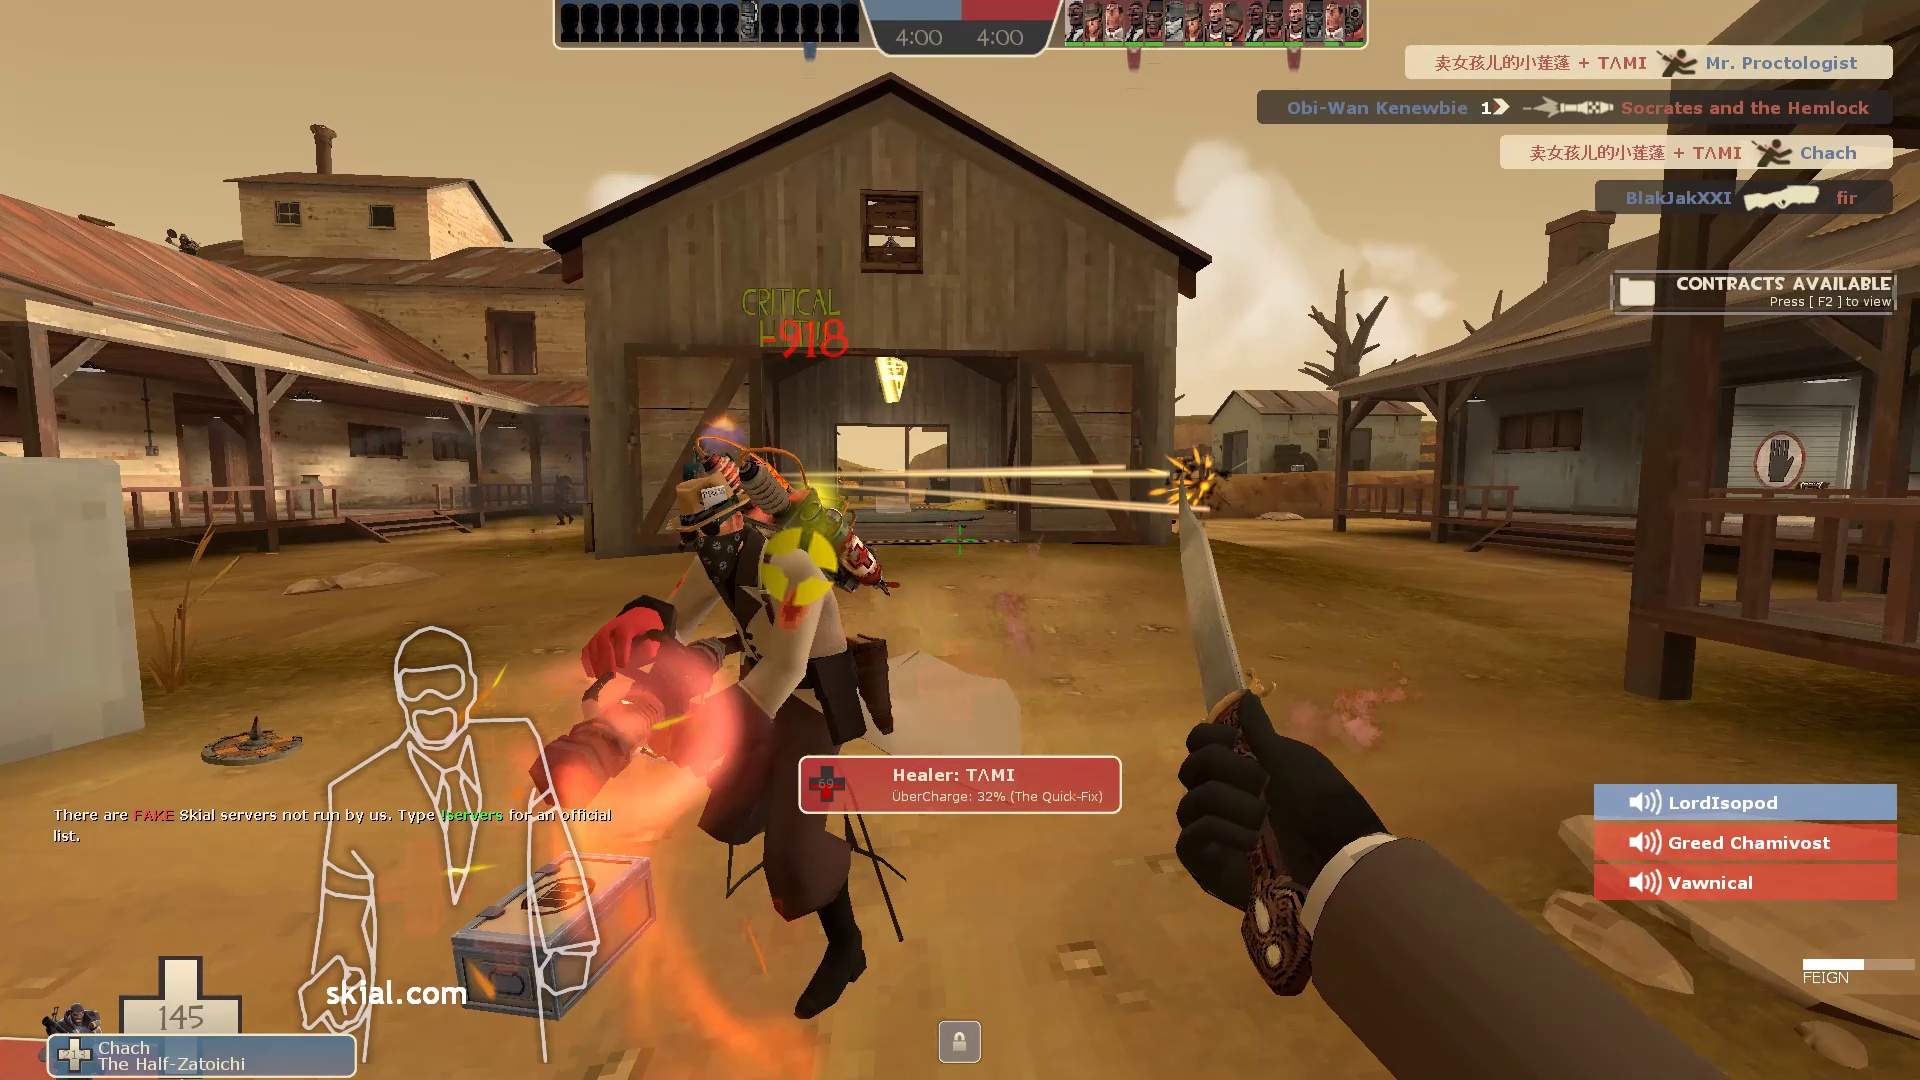 4:00 4:00
卖女孩儿的小莲蓬 + TΛMI Mr. Proctologist
Obi-Wan Kenewbie 1 Socrates and the Hemlock
卖女孩儿的小莲蓬 + TΛMI Chach
BlakJakXXI fir
CONTRACTS AVAILABLE
Press [ F2 ] to view
CRITICAL
-918
PRESS
Healer: TΛMI
69
ÜberCharge: 32% (The Quick-Fix)
LordIsopod
Greed Chamivost
Vawnical
There are FAKE Skial servers not run by us. Type !servers for an official
list.
FEIGN
skial.com
145
Chach
The Half-Zatoichi